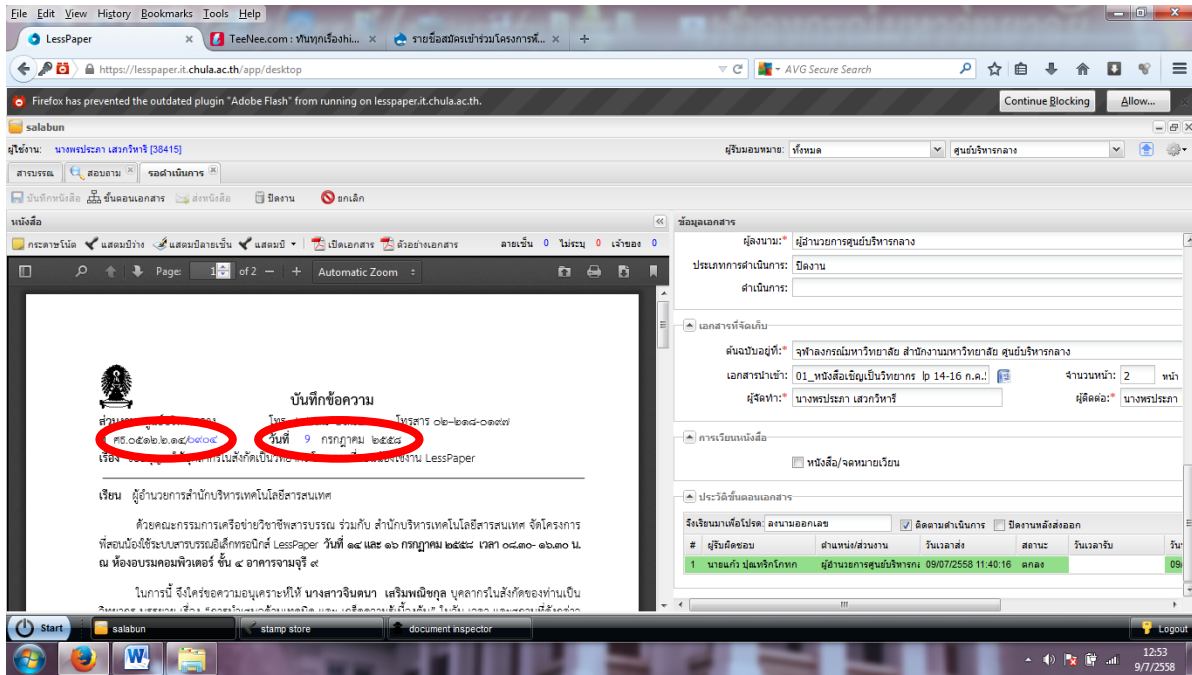 File Edit View History Bookmarks Tools Help
LessPaper × TeeNee.com : ทันทุกเรื่องhi... × รายชื่อสมัครเข้าร่วมโครงการพี่... × +
https://lesspaper.it.chula.ac.th/app/desktop AVG Secure Search
Firefox has prevented the outdated plugin "Adobe Flash" from running on lesspaper.it.chula.ac.th. Continue Blocking Allow...
salabun
ผู้ใช้งาน: นางพรประภา เสวกวิหารี [38415] ผู้รับมอบหมาย: ทั้งหมด ศูนย์บริหารกลาง
สารบรรณ สอบถาม รอดำเนินการ
บันทึกหนังสือ ขั้นตอนเอกสาร ส่งหนังสือ ปิดงาน ยกเลิก
หนังสือ ข้อมูลเอกสาร
กระดาษโน้ต แสตมป์ว่าง แสตมป์ลายเซ็น แสตมป์ เปิดเอกสาร ตัวอย่างเอกสาร ลายเซ็น 0 ไม่ระบุ 0 เจ้าของ 0
Page: 1 of 2 — + Automatic Zoom
บันทึกข้อความ
โทรสาร ๐๒-๒๑๘-๐๑๙๗
ศธ.๐๕๑๒.๒.๑๔/๖๙๐๔ วันที่ 9 กรกฎาคม ๒๕๕๘
เรื่อง LessPaper
เรียน ผู้อำนวยการสำนักบริหารเทคโนโลยีสารสนเทศ
ด้วยคณะกรรมการเครือข่ายวิชาชีพสารบรรณ ร่วมกับ สำนักบริหารเทคโนโลยีสารสนเทศ จัดโครงการ
พี่สอนน้องใช้ระบบสารบรรณอิเล็กทรอนิกส์ LessPaper วันที่ ๑๔ และ ๑๖ กรกฎาคม ๒๕๕๘ เวลา ๐๘.๓๐- ๑๖.๓๐ น.
ณ ห้องอบรมคอมพิวเตอร์ ชั้น ๔ อาคารจามจุรี ๙
ในการนี้ จึงใคร่ขอความอนุเคราะห์ให้ นางสาวจินตนา เสริมพณิชกุล บุคลากรในสังกัดของท่านเป็น
ผู้ลงนาม:* ผู้อำนวยการศูนย์บริหารกลาง
ประเภทการดำเนินการ: ปิดงาน
ดำเนินการ:
เอกสารที่จัดเก็บ
ต้นฉบับอยู่ที่:* จุฬาลงกรณ์มหาวิทยาลัย สำนักงานมหาวิทยาลัย ศูนย์บริหารกลาง
เอกสารนำเข้า: 01_หนังสือเชิญเป็นวิทยากร lp 14-16 ก.ค. จำนวนหน้า: 2 หน้า
ผู้จัดทำ:* นางพรประภา เสวกวิหารี ผู้ติดต่อ:* นางพรประภา
การเวียนหนังสือ
หนังสือ/จดหมายเวียน
ประวัติขั้นตอนเอกสาร
จึงเรียนมาเพื่อโปรด: ลงนามออกเลข ติดตามดำเนินการ ปิดงานหลังส่งออก
# ผู้รับผิดชอบ ตำแหน่ง/ส่วนงาน วันเวลาส่ง สถานะ วันเวลารับ
1 นายแก้ว ปุณฑริกโกทก ผู้อำนวยการศูนย์บริหารกล 09/07/2558 11:40:16 ตกลง 09/
Start salabun stamp store document inspector Logout
12:53
9/7/2558